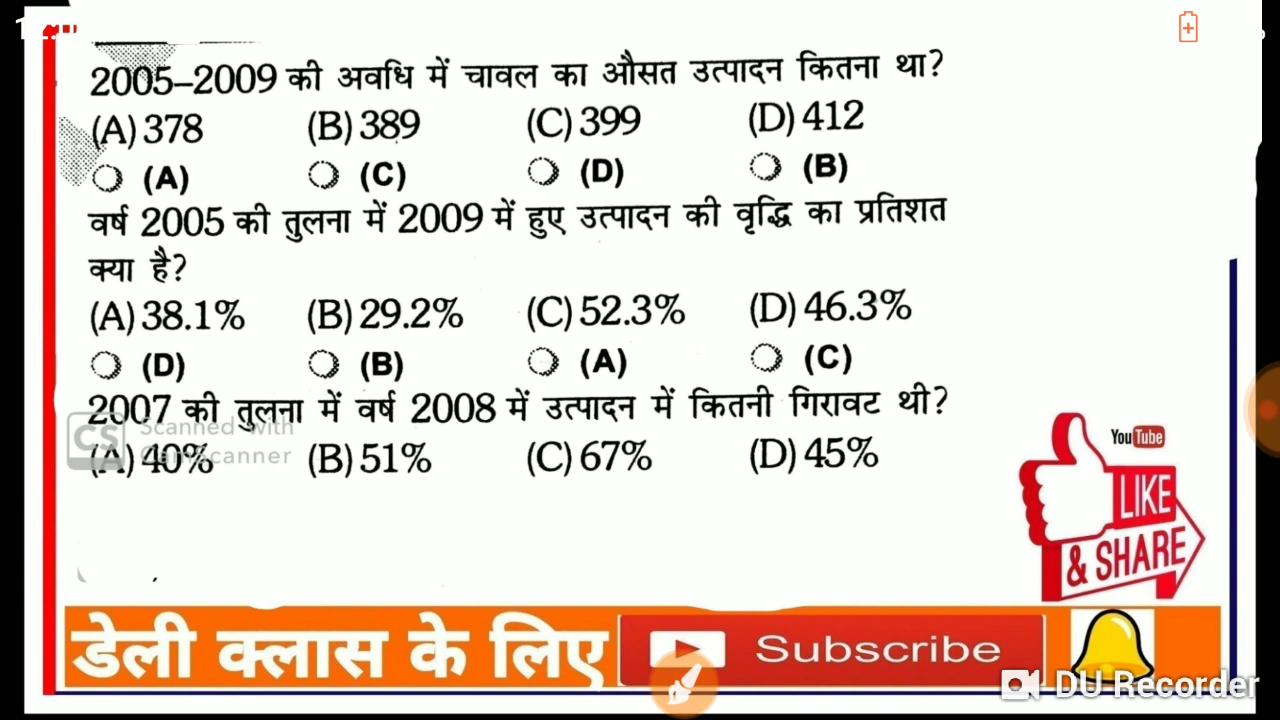 2005–2009 की अवधि में चावल का औसत उत्पादन कितना था?
(A) 378 (B) 389 (C) 399 (D) 412
(A) (C) (D) (B)
वर्ष 2005 की तुलना में 2009 में हुए उत्पादन की वृद्धि का प्रतिशत
क्या है?
(A) 38.1% (B) 29.2% (C) 52.3% (D) 46.3%
(D) (B) (A) (C)
2007 की तुलना में वर्ष 2008 में उत्पादन में कितनी गिरावट थी?
CS Scanned with
CamScanner
(A) 40% (B) 51% (C) 67% (D) 45%
YouTube
LIKE
& SHARE
डेली क्लास के लिए
Subscribe
DU Recorder